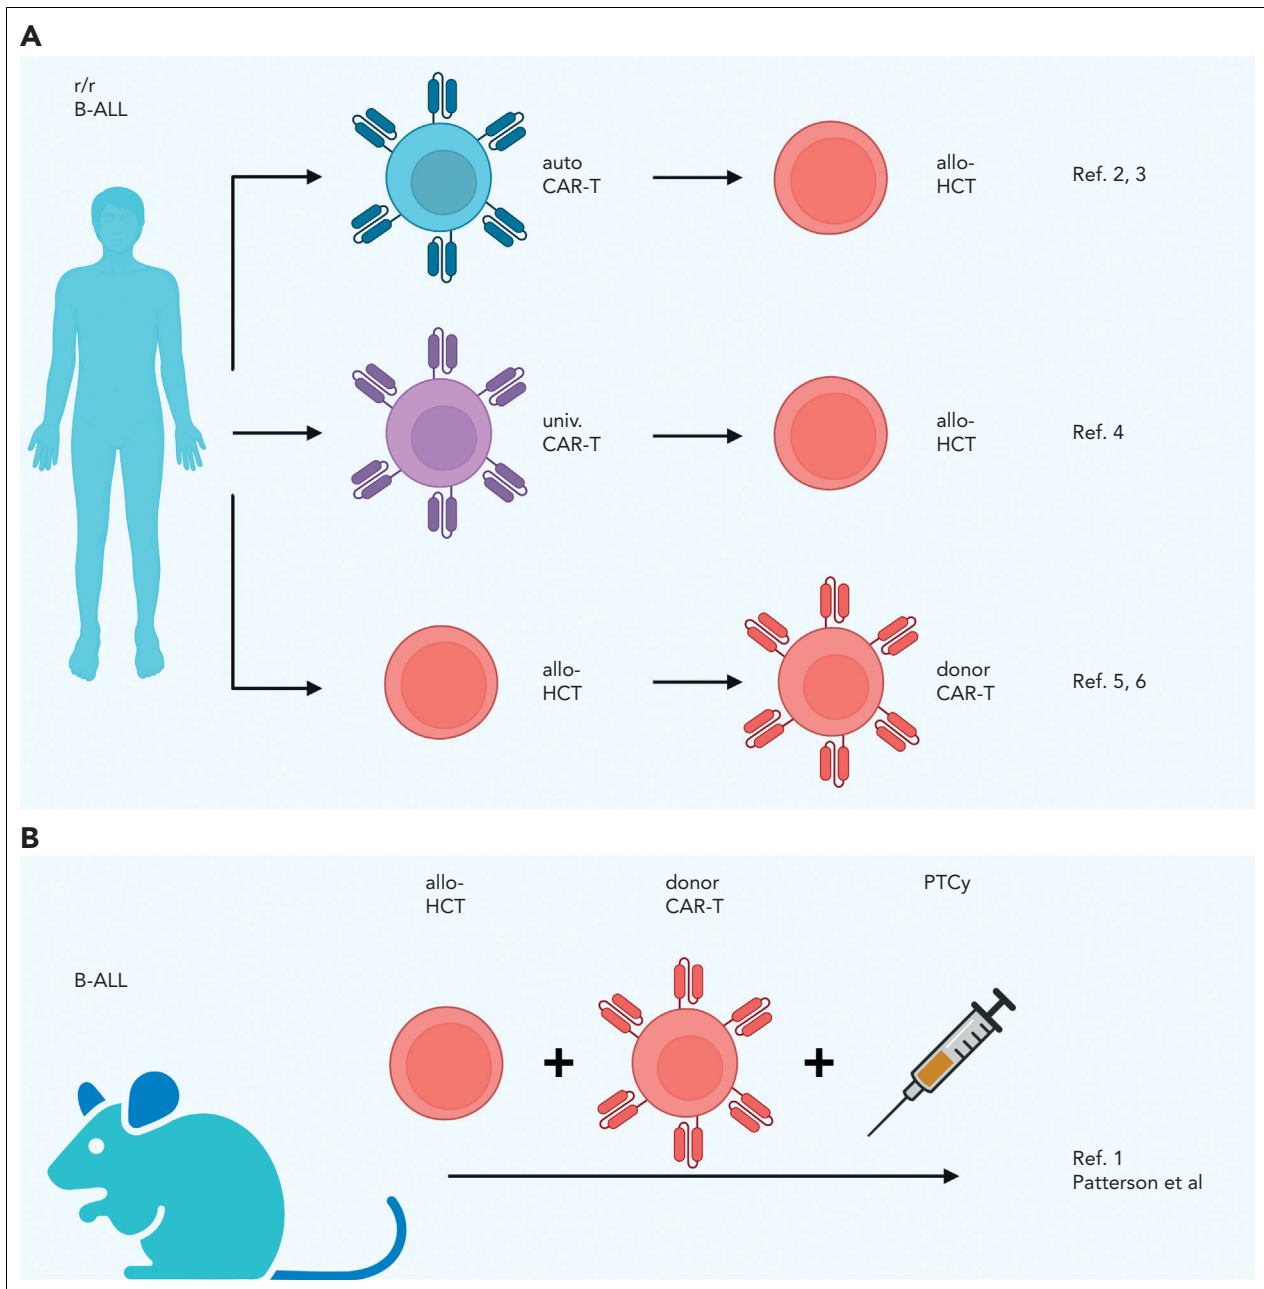 A
r/r
B-ALL
auto
CAR-T
allo-
HCT
Ref. 2, 3
univ.
CAR-T
allo-
HCT
Ref. 4
allo-
HCT
donor
CAR-T
Ref. 5, 6
B
allo-
HCT
donor
CAR-T
PTCy
B-ALL
+
+
Ref. 1
Patterson et al